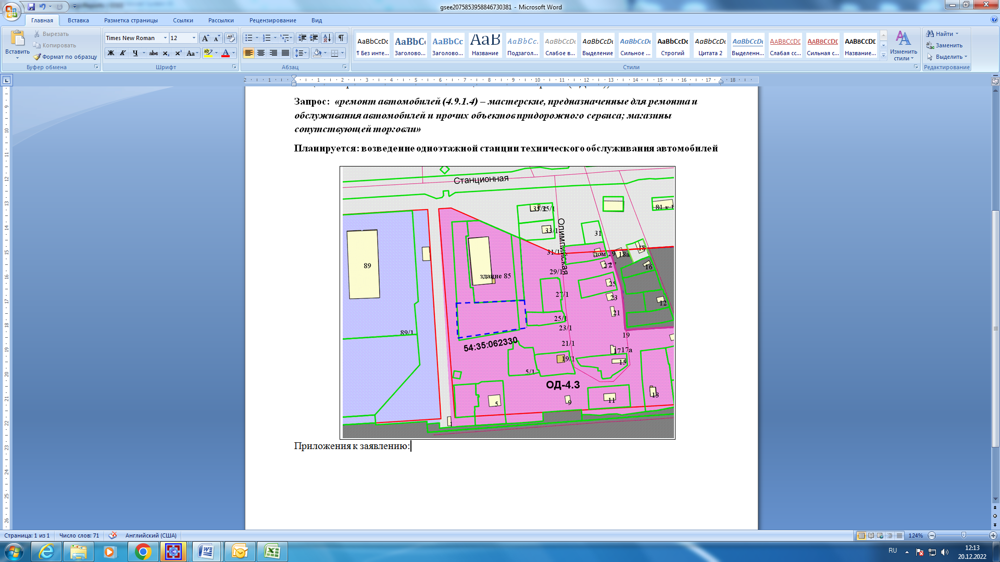 gsee2075853958846730381 - Microsoft Word
Главная Вставка Разметка страницы Ссылки Рассылки Рецензирование Вид
Вставить
Вырезать
Копировать
Формат по образцу
Буфер обмена
Times New Roman 12
Шрифт
Абзац
AaBbCcDc AaBbCc AaBbCc АаВ AaBbCc. AaBbCcDc AaBbCcDc AaBbCcDc AaBbCcDc AaBbCcDc AaBbCcDc AABBCCDE AABBCCDE AABBCCDE
¶ Без инте... Заголово... Заголово... Название Подзагол... Слабое в... Выделение Сильное ... Строгий Цитата 2 Выделенн... Слабая сс... Сильная с... Название...
Изменить стили
Стили
Найти
Заменить
Выделить
Редактирование
Запрос: «ремонт автомобилей (4.9.1.4) – мастерские, предназначенные для ремонта и
обслуживания автомобилей и прочих объектов придорожного сервиса; магазины
сопутствующей торговли»
Планируется: возведение одноэтажной станции технического обслуживания автомобилей
Станционная
Олимпийская
33/1
31
81 к 1
31/1
дом 29
18а
18
16
89
здание 85
29/1
27
27/1
25
23
12
21
25/1
23/1
89/1
19
54:35:062330
21/1
17
17а
19/1
15
5/1
ОД-4.3
5
9
11
13
1
Приложения к заявлению:
Страница: 1 из 1 Число слов: 71 Английский (США) 124%
RU
12:13
20.12.2022